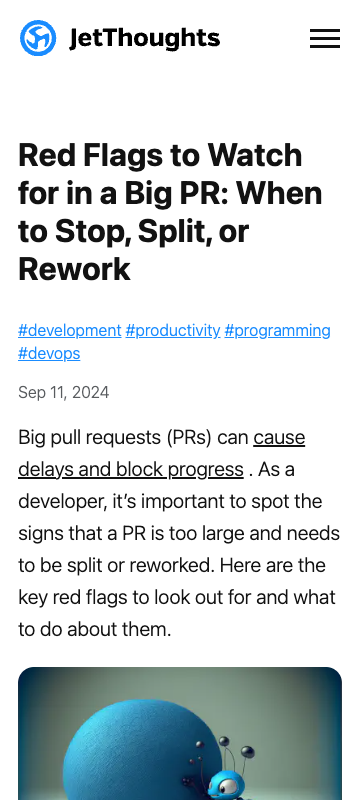 JetThoughts
Red Flags to Watch
for in a Big PR: When
to Stop, Split, or
Rework
#development #productivity #programming
#devops
Sep 11, 2024
Big pull requests (PRs) can cause
delays and block progress . As a
developer, it’s important to spot the
signs that a PR is too large and needs
to be split or reworked. Here are the
key red flags to look out for and what
to do about them.